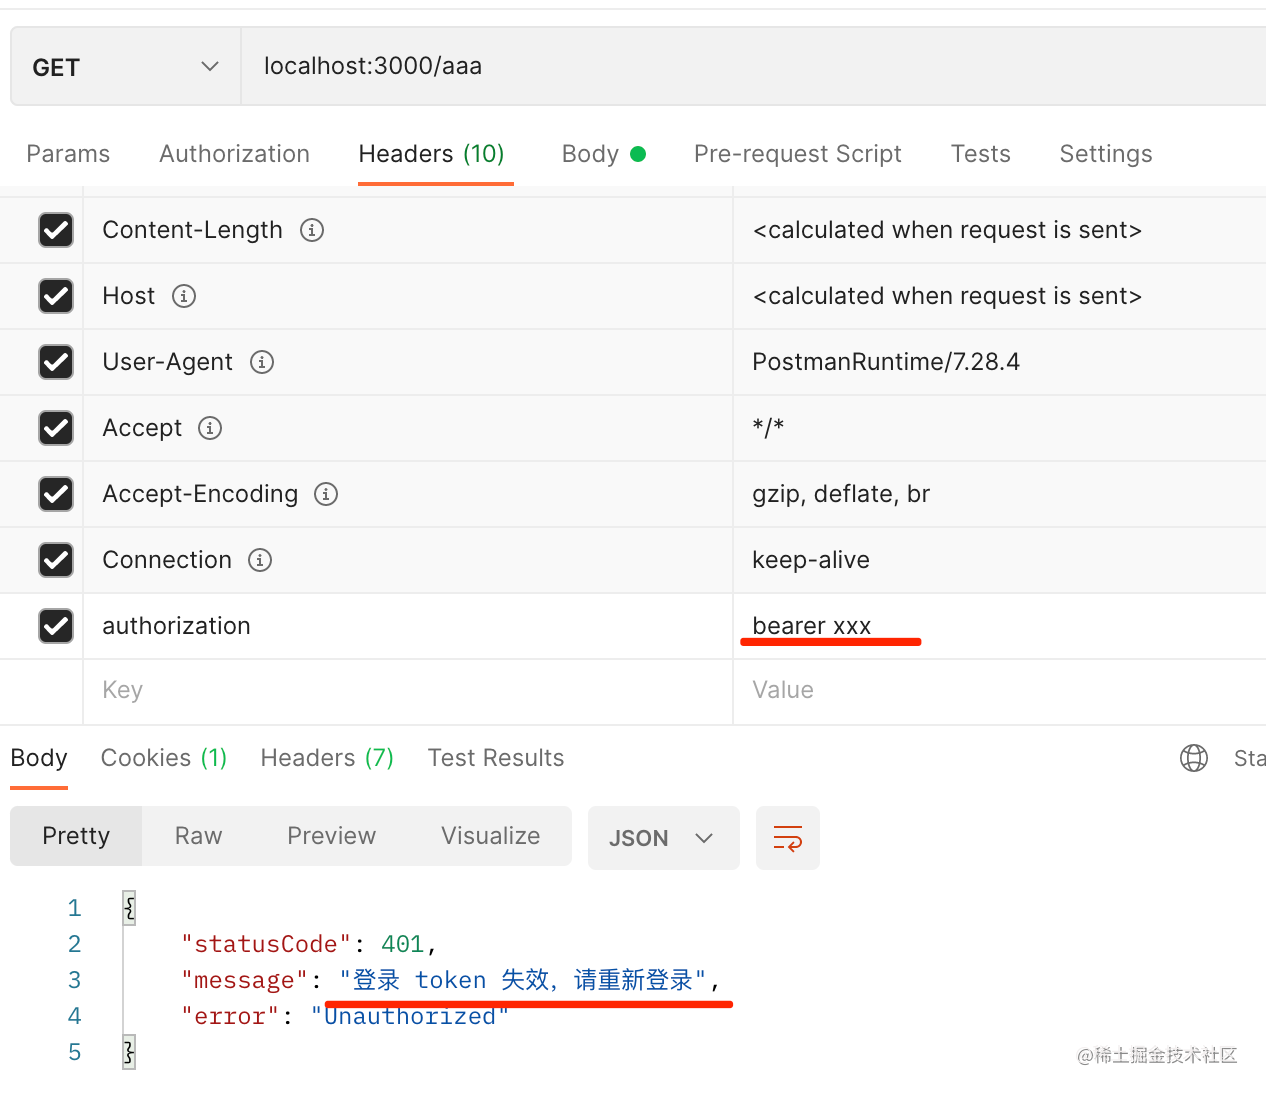 GET localhost:3000/aaa
Params Authorization Headers (10) Body Pre-request Script Tests Settings
Content-Length <calculated when request is sent>
Host <calculated when request is sent>
User-Agent PostmanRuntime/7.28.4
Accept */*
Accept-Encoding gzip, deflate, br
Connection keep-alive
authorization bearer xxx
Key Value
Body Cookies (1) Headers (7) Test Results Sta
Pretty Raw Preview Visualize JSON
1 {
2 "statusCode": 401,
3 "message": "登录 token 失效，请重新登录",
4 "error": "Unauthorized"
5 }
@稀土掘金技术社区